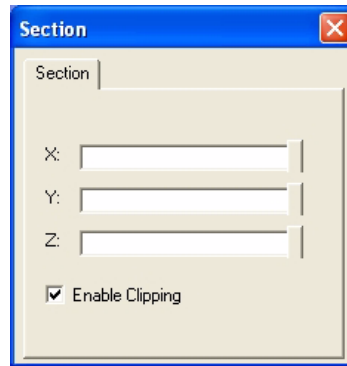 Section
Section
X:
Y:
Z:
Enable Clipping